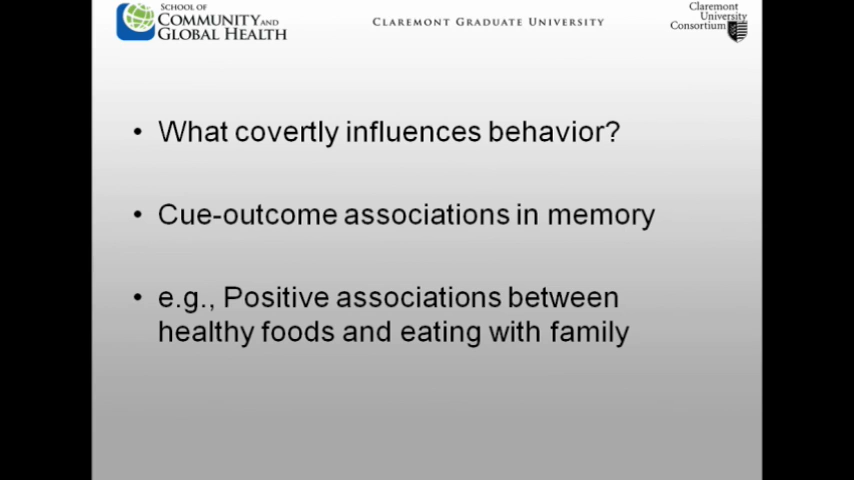 SCHOOL OF
COMMUNITY AND
GLOBAL HEALTH
CLAREMONT GRADUATE UNIVERSITY
Claremont
University
Consortium
• What covertly influences behavior?
• Cue-outcome associations in memory
• e.g., Positive associations between
healthy foods and eating with family